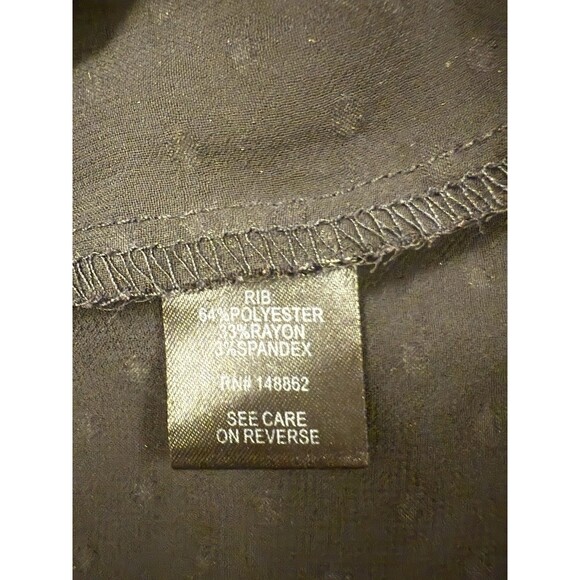 RIB
64%POLYESTER
33%RAYON
3%SPANDEX
RN# 148862
SEE CARE
ON REVERSE